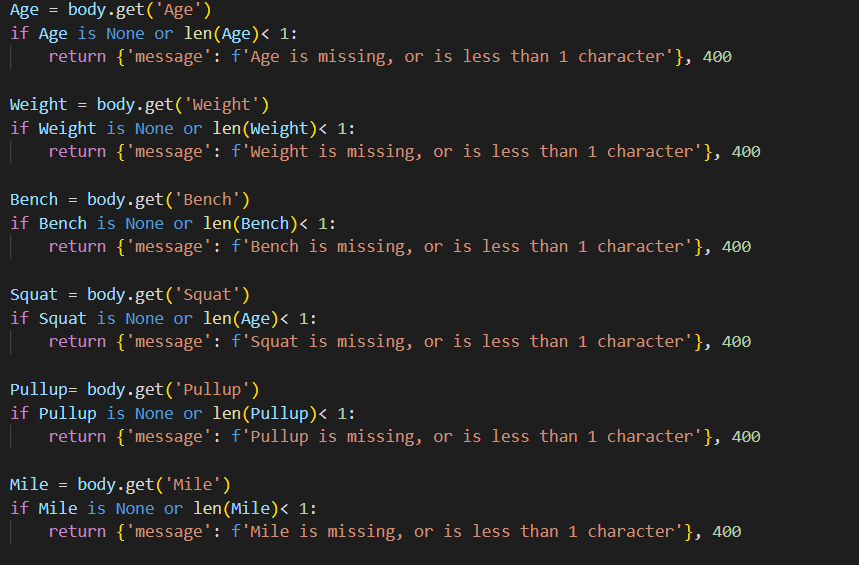 Age = body.get('Age')
if Age is None or len(Age)< 1:
    return {'message': f'Age is missing, or is less than 1 character'}, 400

Weight = body.get('Weight')
if Weight is None or len(Weight)< 1:
    return {'message': f'Weight is missing, or is less than 1 character'}, 400

Bench = body.get('Bench')
if Bench is None or len(Bench)< 1:
    return {'message': f'Bench is missing, or is less than 1 character'}, 400

Squat = body.get('Squat')
if Squat is None or len(Age)< 1:
    return {'message': f'Squat is missing, or is less than 1 character'}, 400

Pullup= body.get('Pullup')
if Pullup is None or len(Pullup)< 1:
    return {'message': f'Pullup is missing, or is less than 1 character'}, 400

Mile = body.get('Mile')
if Mile is None or len(Mile)< 1:
    return {'message': f'Mile is missing, or is less than 1 character'}, 400